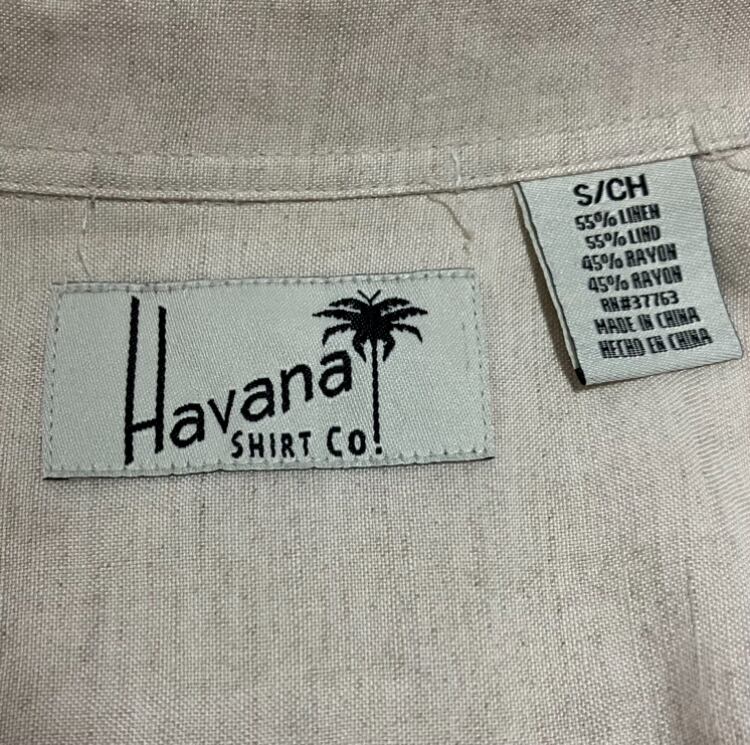 Havana
SHIRT Co.
S/CH
55% LINEN
55% LINO
45% RAYON
45% RAYON
RN#37763
MADE IN CHINA
HECHO EN CHINA